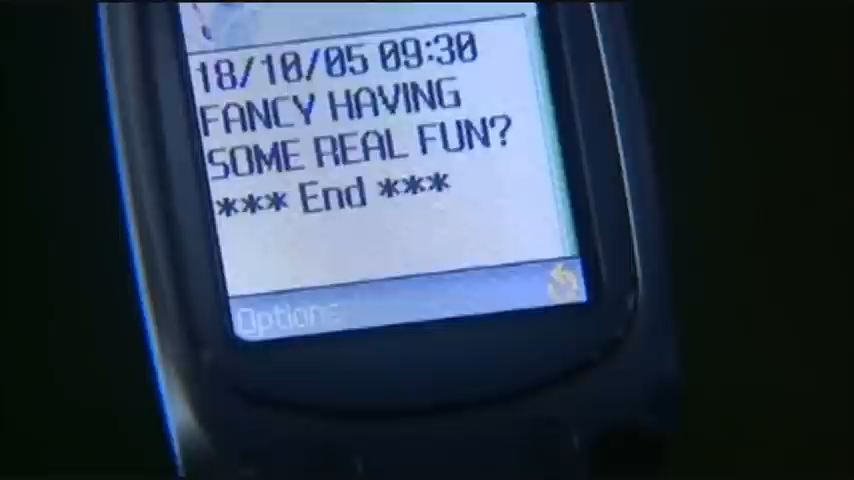 18/10/05 09:30
FANCY HAVING
SOME REAL FUN?
*** End ***
Options